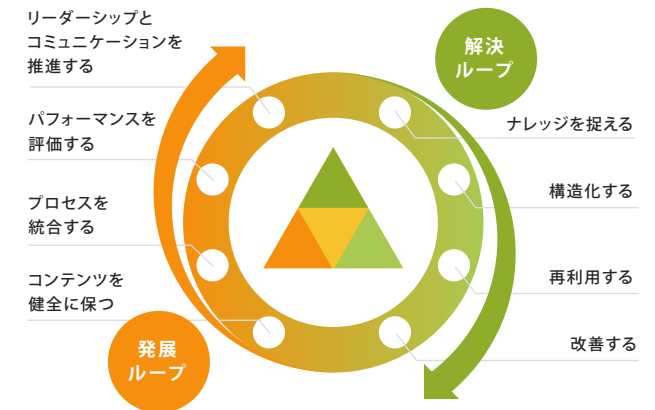 リーダーシップと
コミュニケーションを
推進する
パフォーマンスを
評価する
プロセスを
統合する
コンテンツを
健全に保つ
発展
ループ
解決
ループ
ナレッジを捉える
構造化する
再利用する
改善する